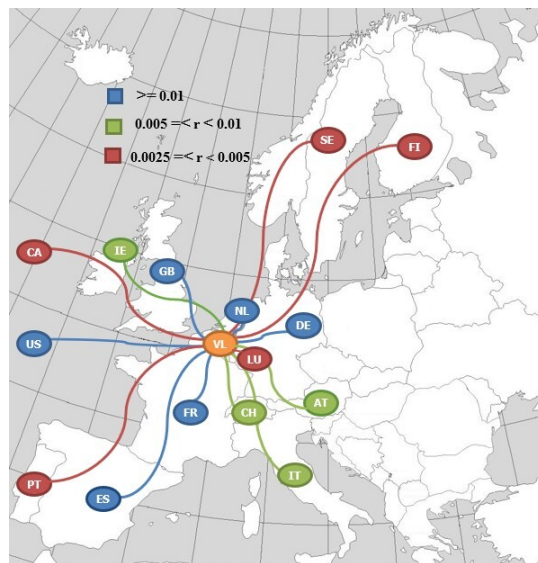 >= 0.01
0.005 =< r < 0.01
0.0025 =< r < 0.005
SE
FI
CA
IE
GB
NL
DE
US
VL
LU
FR
CH
AT
PT
ES
IT